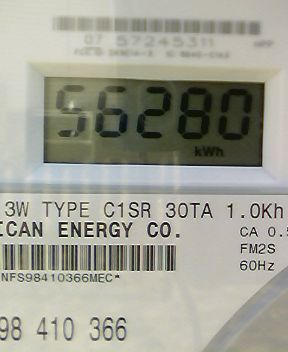 07 57245311
56280
kWh
3W TYPE C1SR 30TA 1.0Kh
ICAN ENERGY CO.
CA 0.5
FM2S
60Hz
NFS98410366MEC*
98 410 366